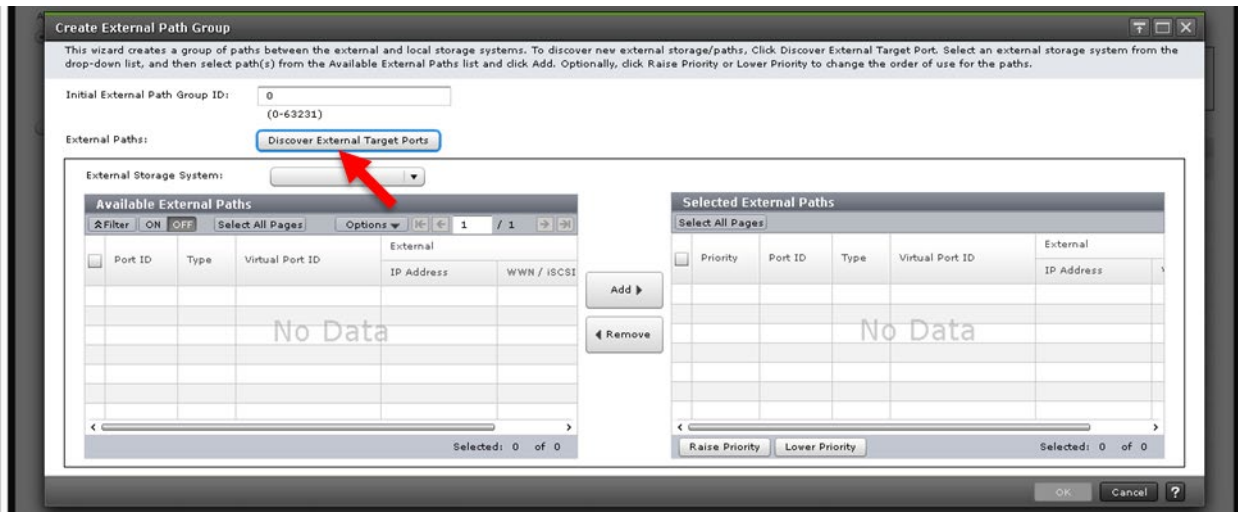 Create External Path Group
This wizard creates a group of paths between the external and local storage systems. To discover new external storage/paths, Click Discover External Target Port. Select an external storage system from the
drop-down list, and then select path(s) from the Available External Paths list and click Add. Optionally, click Raise Priority or Lower Priority to change the order of use for the paths.
Initial External Path Group ID: 0
(0-63231)
External Paths: Discover External Target Ports
External Storage System:
Available External Paths
Filter ON OFF Select All Pages Options 1 / 1
Port ID Type Virtual Port ID External
IP Address WWN / iSCSI
No Data
Selected: 0 of 0
Add
Remove
Selected External Paths
Select All Pages
Priority Port ID Type Virtual Port ID External
IP Address
No Data
Raise Priority Lower Priority Selected: 0 of 0
OK Cancel ?